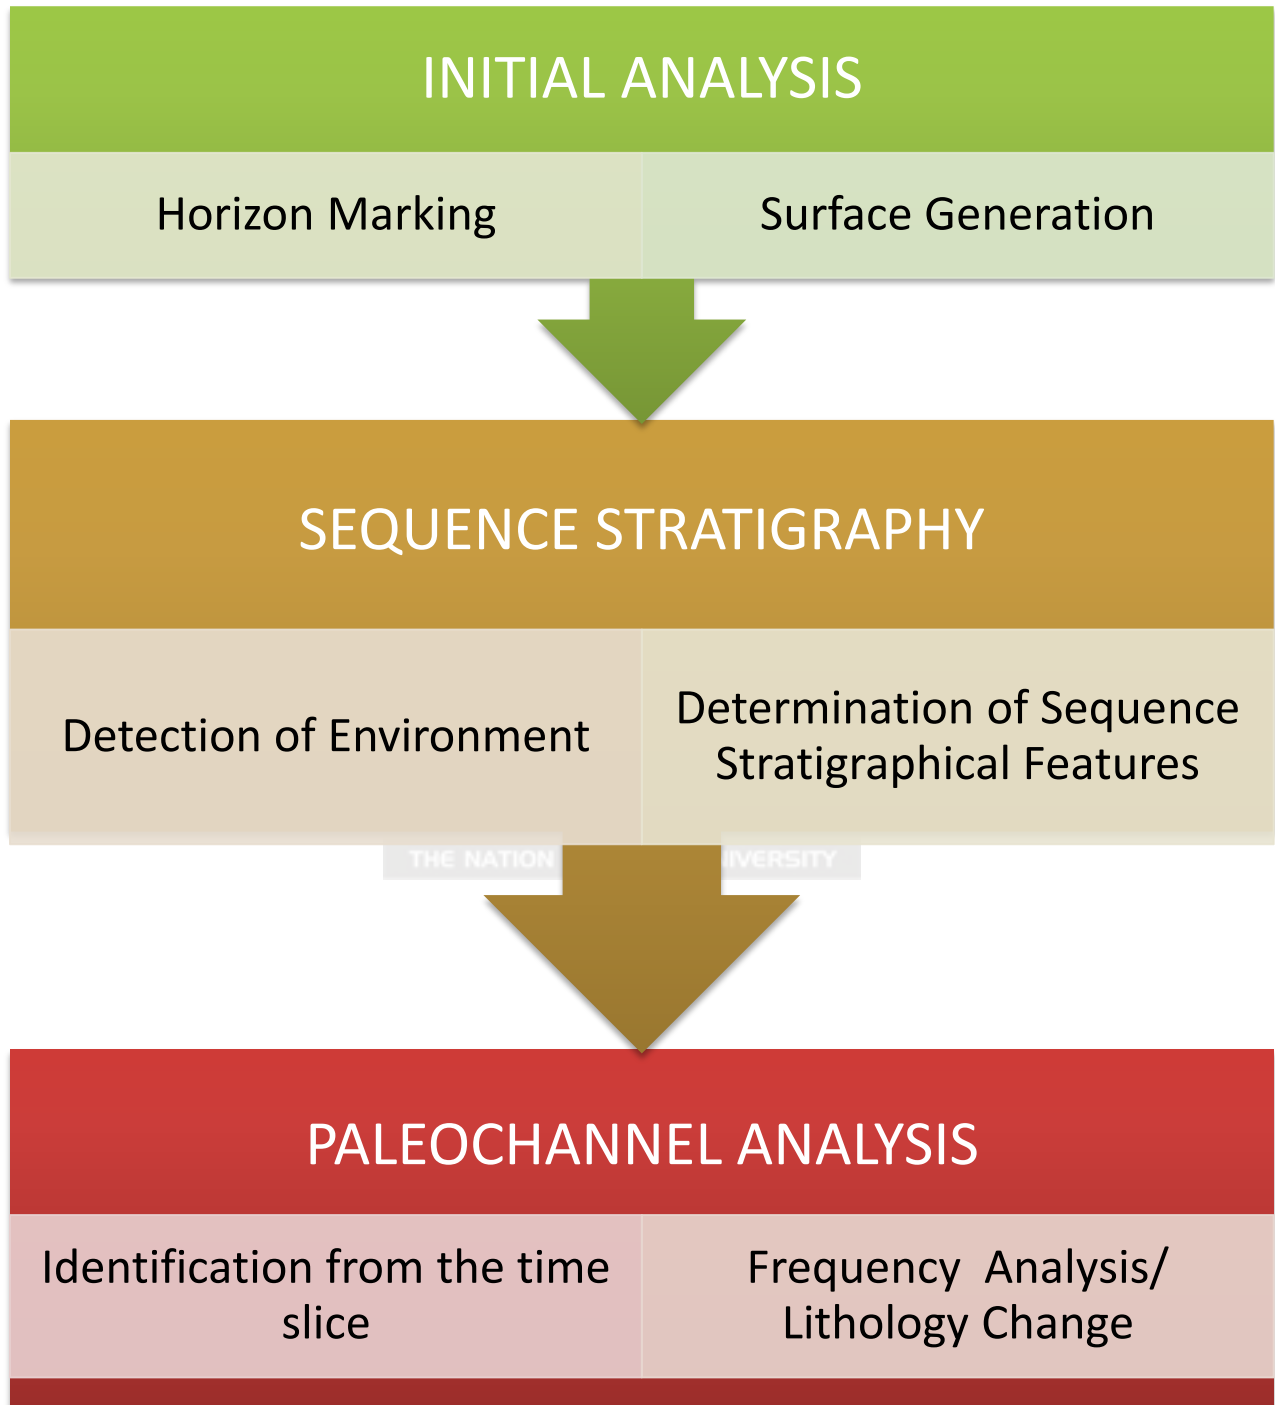 INITIAL ANALYSIS
Horizon Marking
Surface Generation
SEQUENCE STRATIGRAPHY
Detection of Environment
Determination of Sequence
Stratigraphical Features
THE NATION
PALEOCHANNEL ANALYSIS
Identification from the time
slice
Frequency  Analysis/
Lithology Change